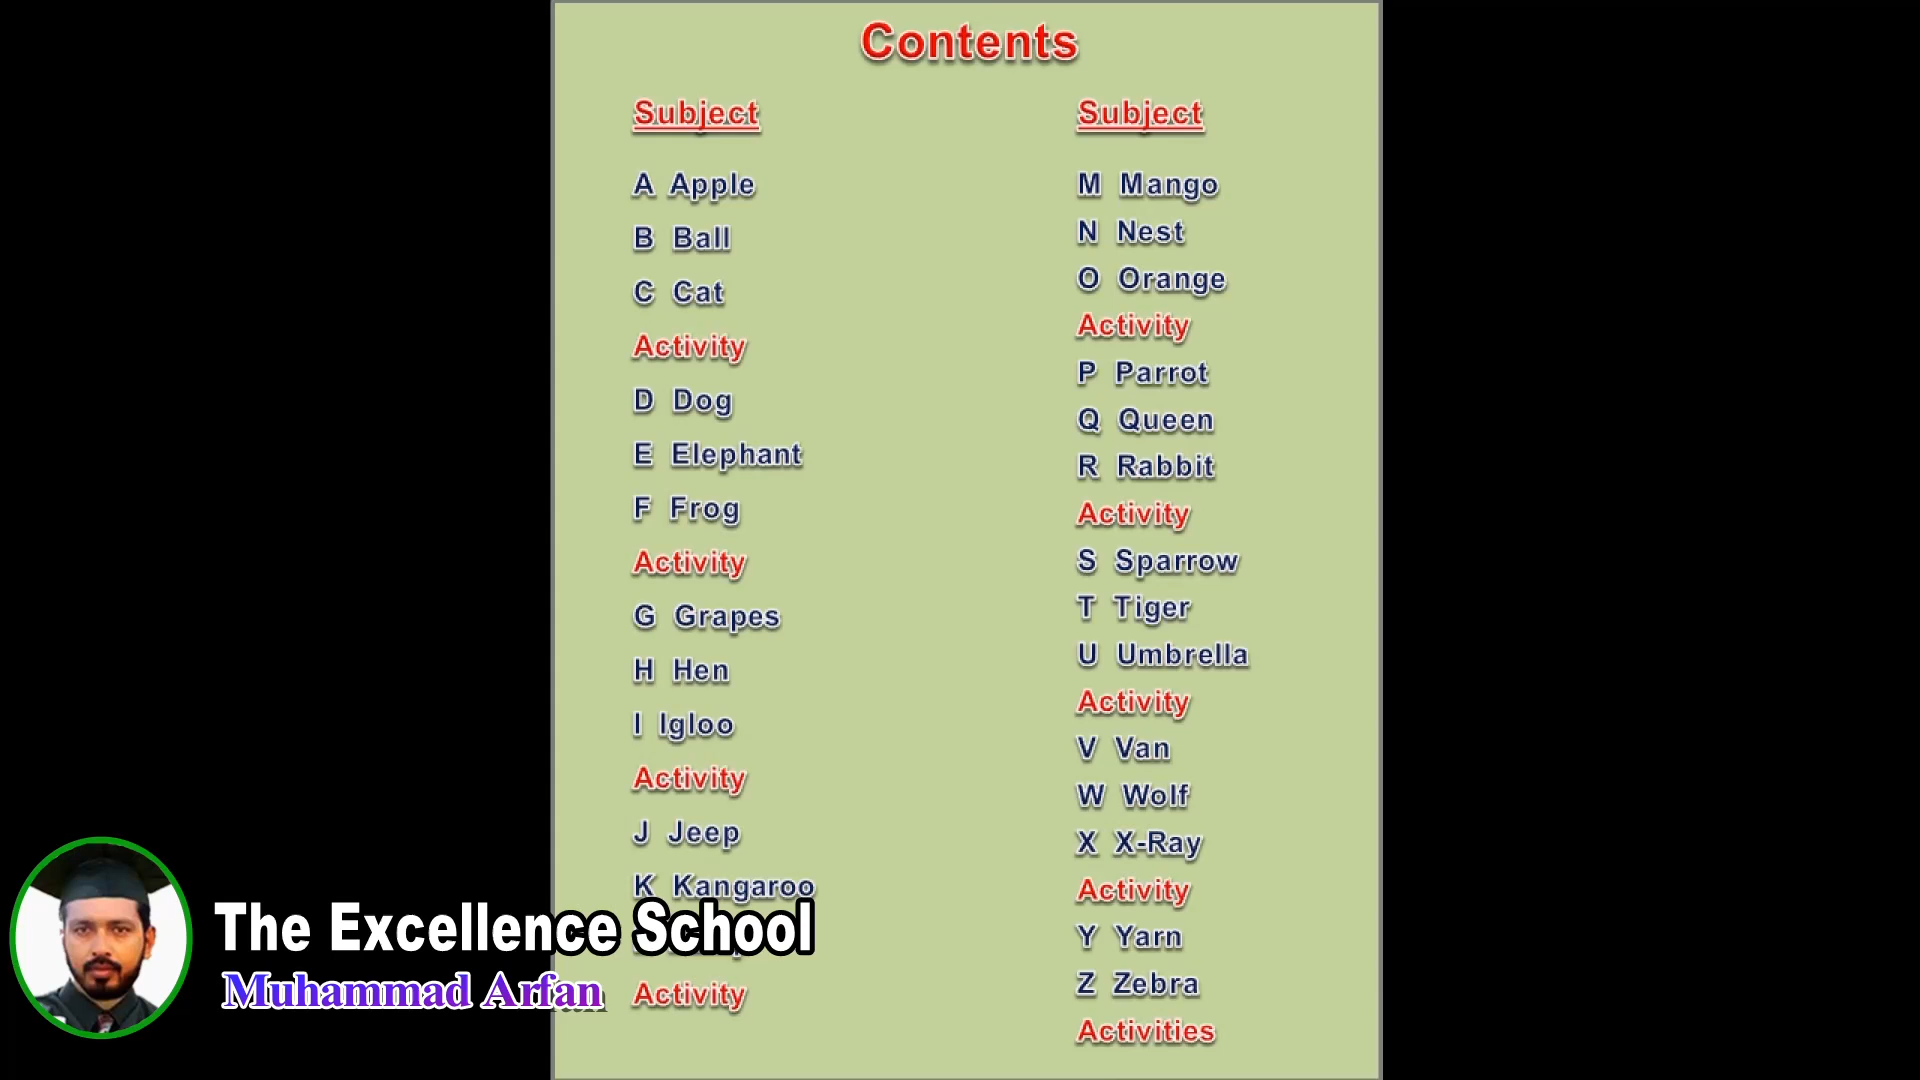 Contents
Subject
A Apple
B Ball
C Cat
Activity
D Dog
E Elephant
F Frog
Activity
G Grapes
H Hen
I Igloo
Activity
J Jeep
K Kangaroo
Activity
Subject
M Mango
N Nest
O Orange
Activity
P Parrot
Q Queen
R Rabbit
Activity
S Sparrow
T Tiger
U Umbrella
Activity
V Van
W Wolf
X X-Ray
Activity
Y Yarn
Z Zebra
Activities
The Excellence School
Muhammad Arfan